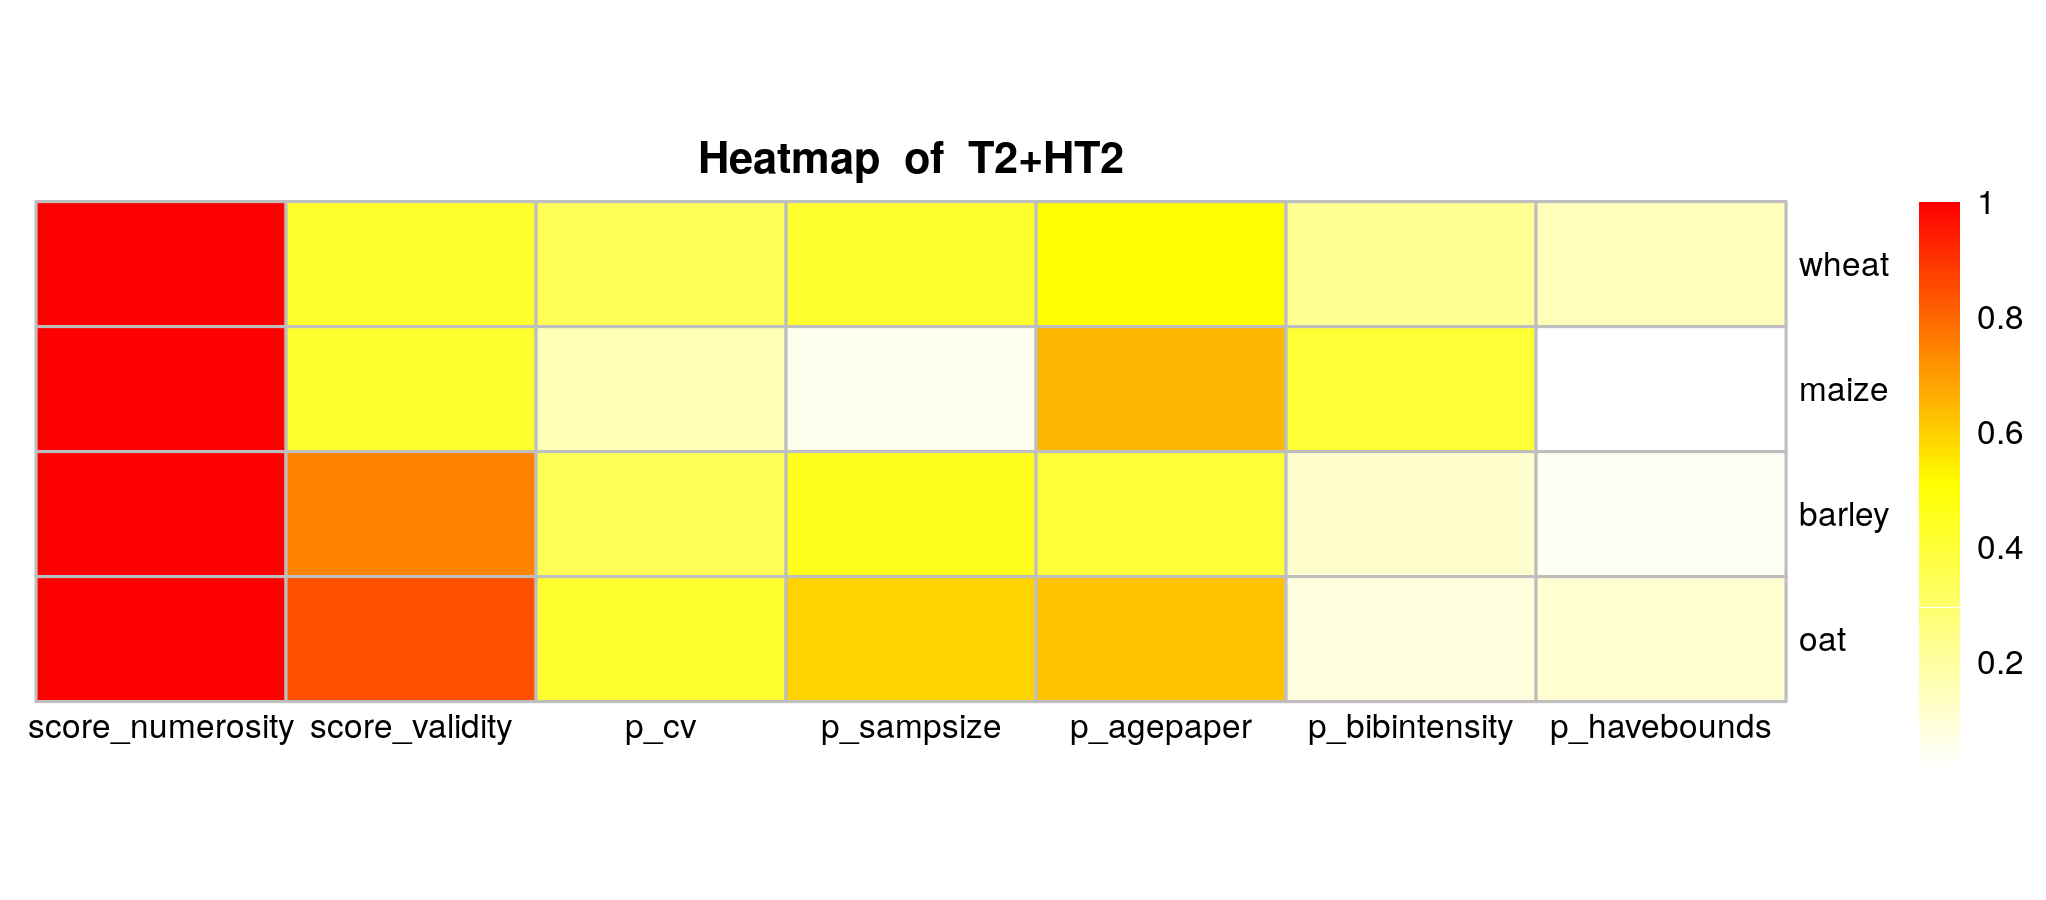 Heatmap of T2+HT2
1
wheat
0.8
maize
0.6
barley
0.4
oat
0.2
score_numerosity score_validity p_cv p_sampsize p_agepaper p_bibintensity p_havebounds